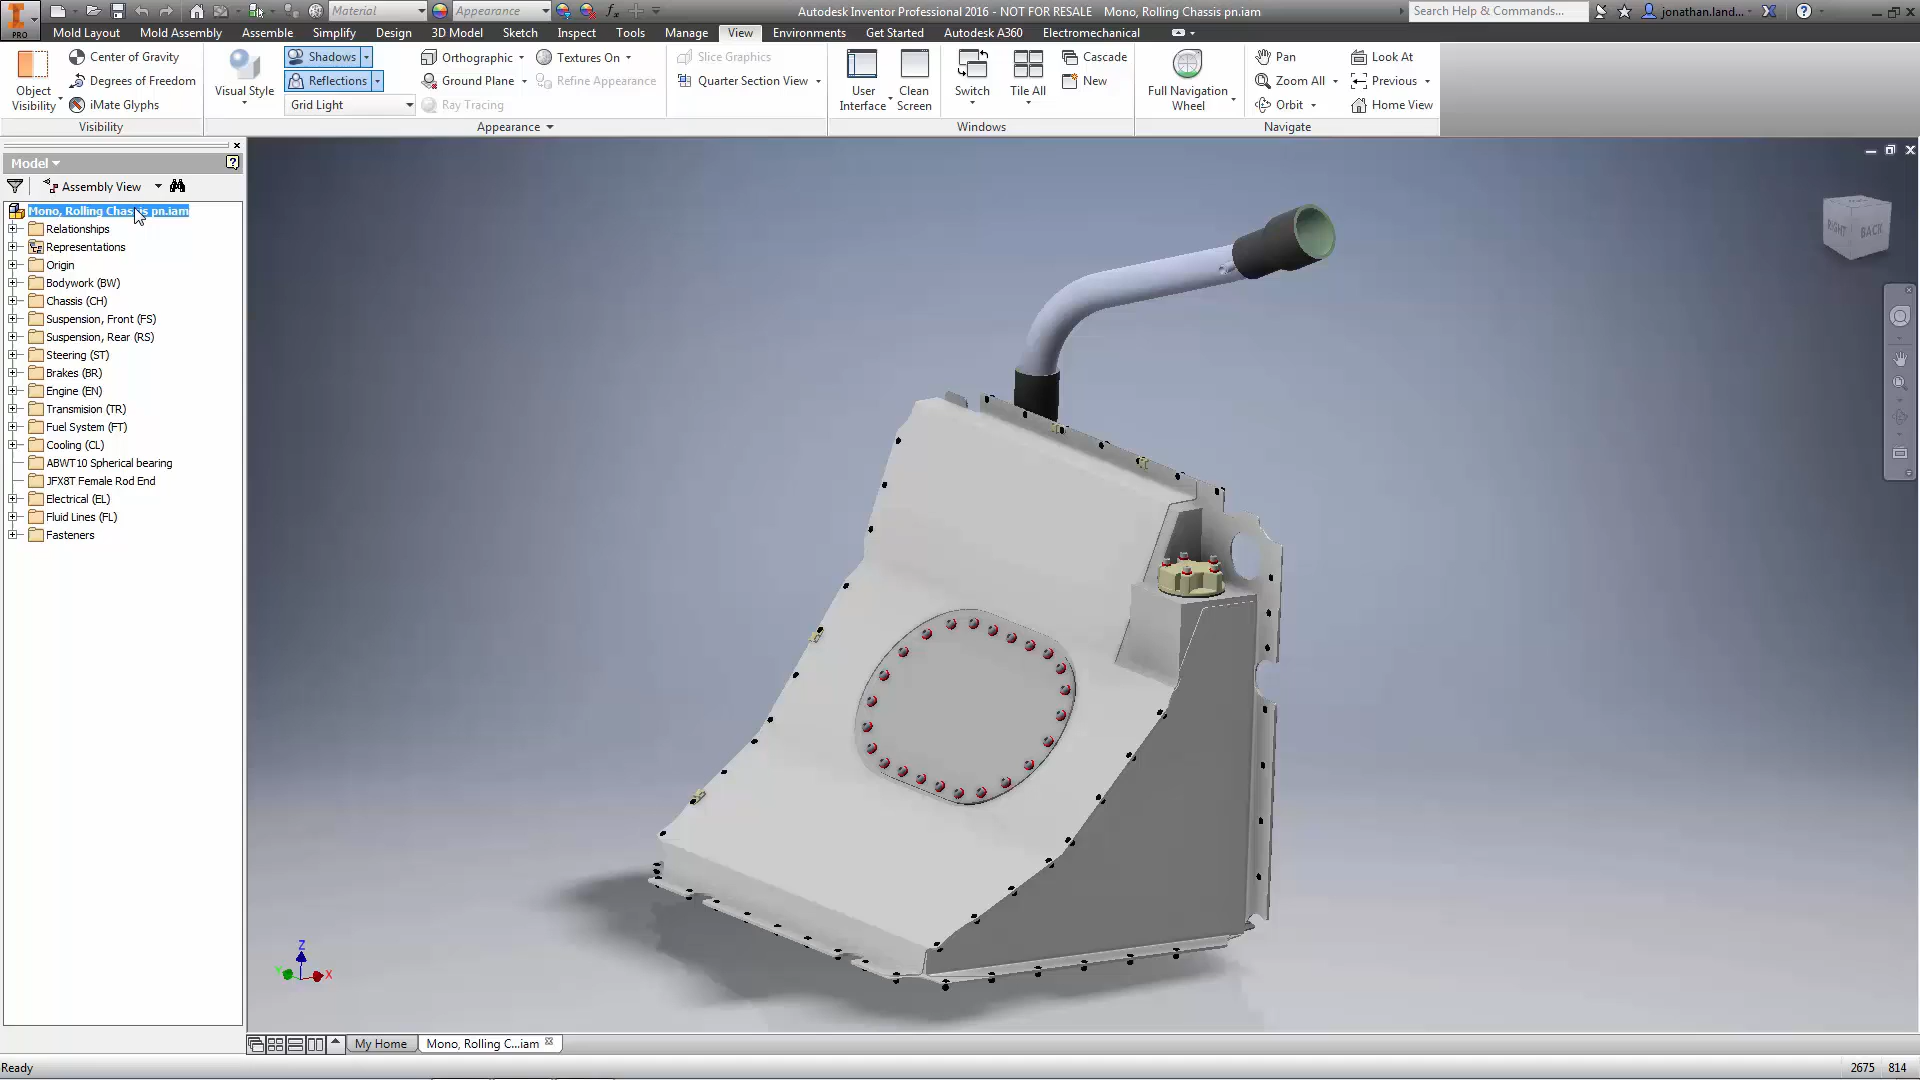 PRO
Material
Appearance
Autodesk Inventor Professional 2016 - NOT FOR RESALE Mono, Rolling Chassis pn.iam
Search Help & Commands...
jonathan.land...
Mold Layout Mold Assembly Assemble Simplify Design 3D Model Sketch Inspect Tools Manage View Environments Get Started Autodesk A360 Electromechanical
Object Visibility
Center of Gravity
Degrees of Freedom
iMate Glyphs
Visibility
Visual Style
Shadows
Reflections
Grid Light
Orthographic
Ground Plane
Ray Tracing
Textures On
Refine Appearance
Appearance
Slice Graphics
Quarter Section View
User Interface
Clean Screen
Switch
Tile All
Cascade
New
Windows
Full Navigation Wheel
Pan
Zoom All
Orbit
Look At
Previous
Home View
Navigate
Model
Assembly View
Mono, Rolling Chassis pn.iam
Relationships
Representations
Origin
Bodywork (BW)
Chassis (CH)
Suspension, Front (FS)
Suspension, Rear (RS)
Steering (ST)
Brakes (BR)
Engine (EN)
Transmision (TR)
Fuel System (FT)
Cooling (CL)
ABWT10 Spherical bearing
JFX8T Female Rod End
Electrical (EL)
Fluid Lines (FL)
Fasteners
RIGHT BACK
Z
Y
X
My Home Mono, Rolling C...iam
Ready
2675 814